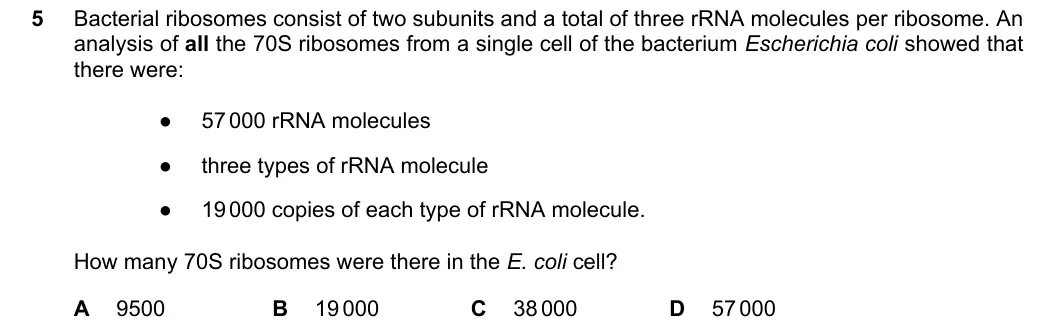 5 Bacterial ribosomes consist of two subunits and a total of three rRNA molecules per ribosome. An
analysis of all the 70S ribosomes from a single cell of the bacterium Escherichia coli showed that
there were:
● 57 000 rRNA molecules
● three types of rRNA molecule
● 19 000 copies of each type of rRNA molecule.
How many 70S ribosomes were there in the E. coli cell?
A 9500 B 19 000 C 38 000 D 57 000